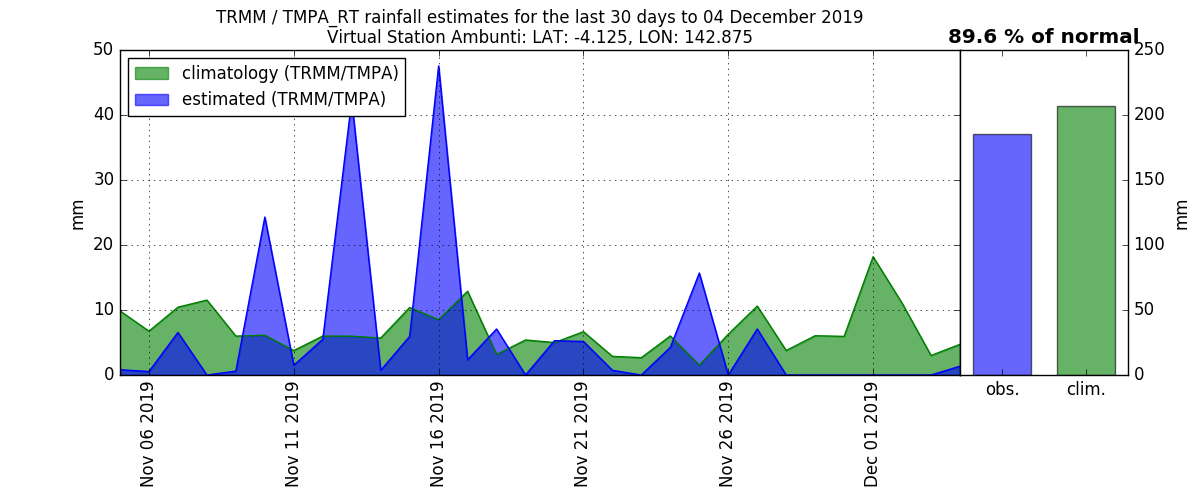 TRMM / TMPA_RT rainfall estimates for the last 30 days to 04 December 2019
Virtual Station Ambunti: LAT: -4.125, LON: 142.875
89.6 % of normal
climatology (TRMM/TMPA)
estimated (TRMM/TMPA)
50
40
30
20
10
0
mm
250
200
150
100
50
0
mm
Nov 06 2019
Nov 11 2019
Nov 16 2019
Nov 21 2019
Nov 26 2019
Dec 01 2019
obs.
clim.